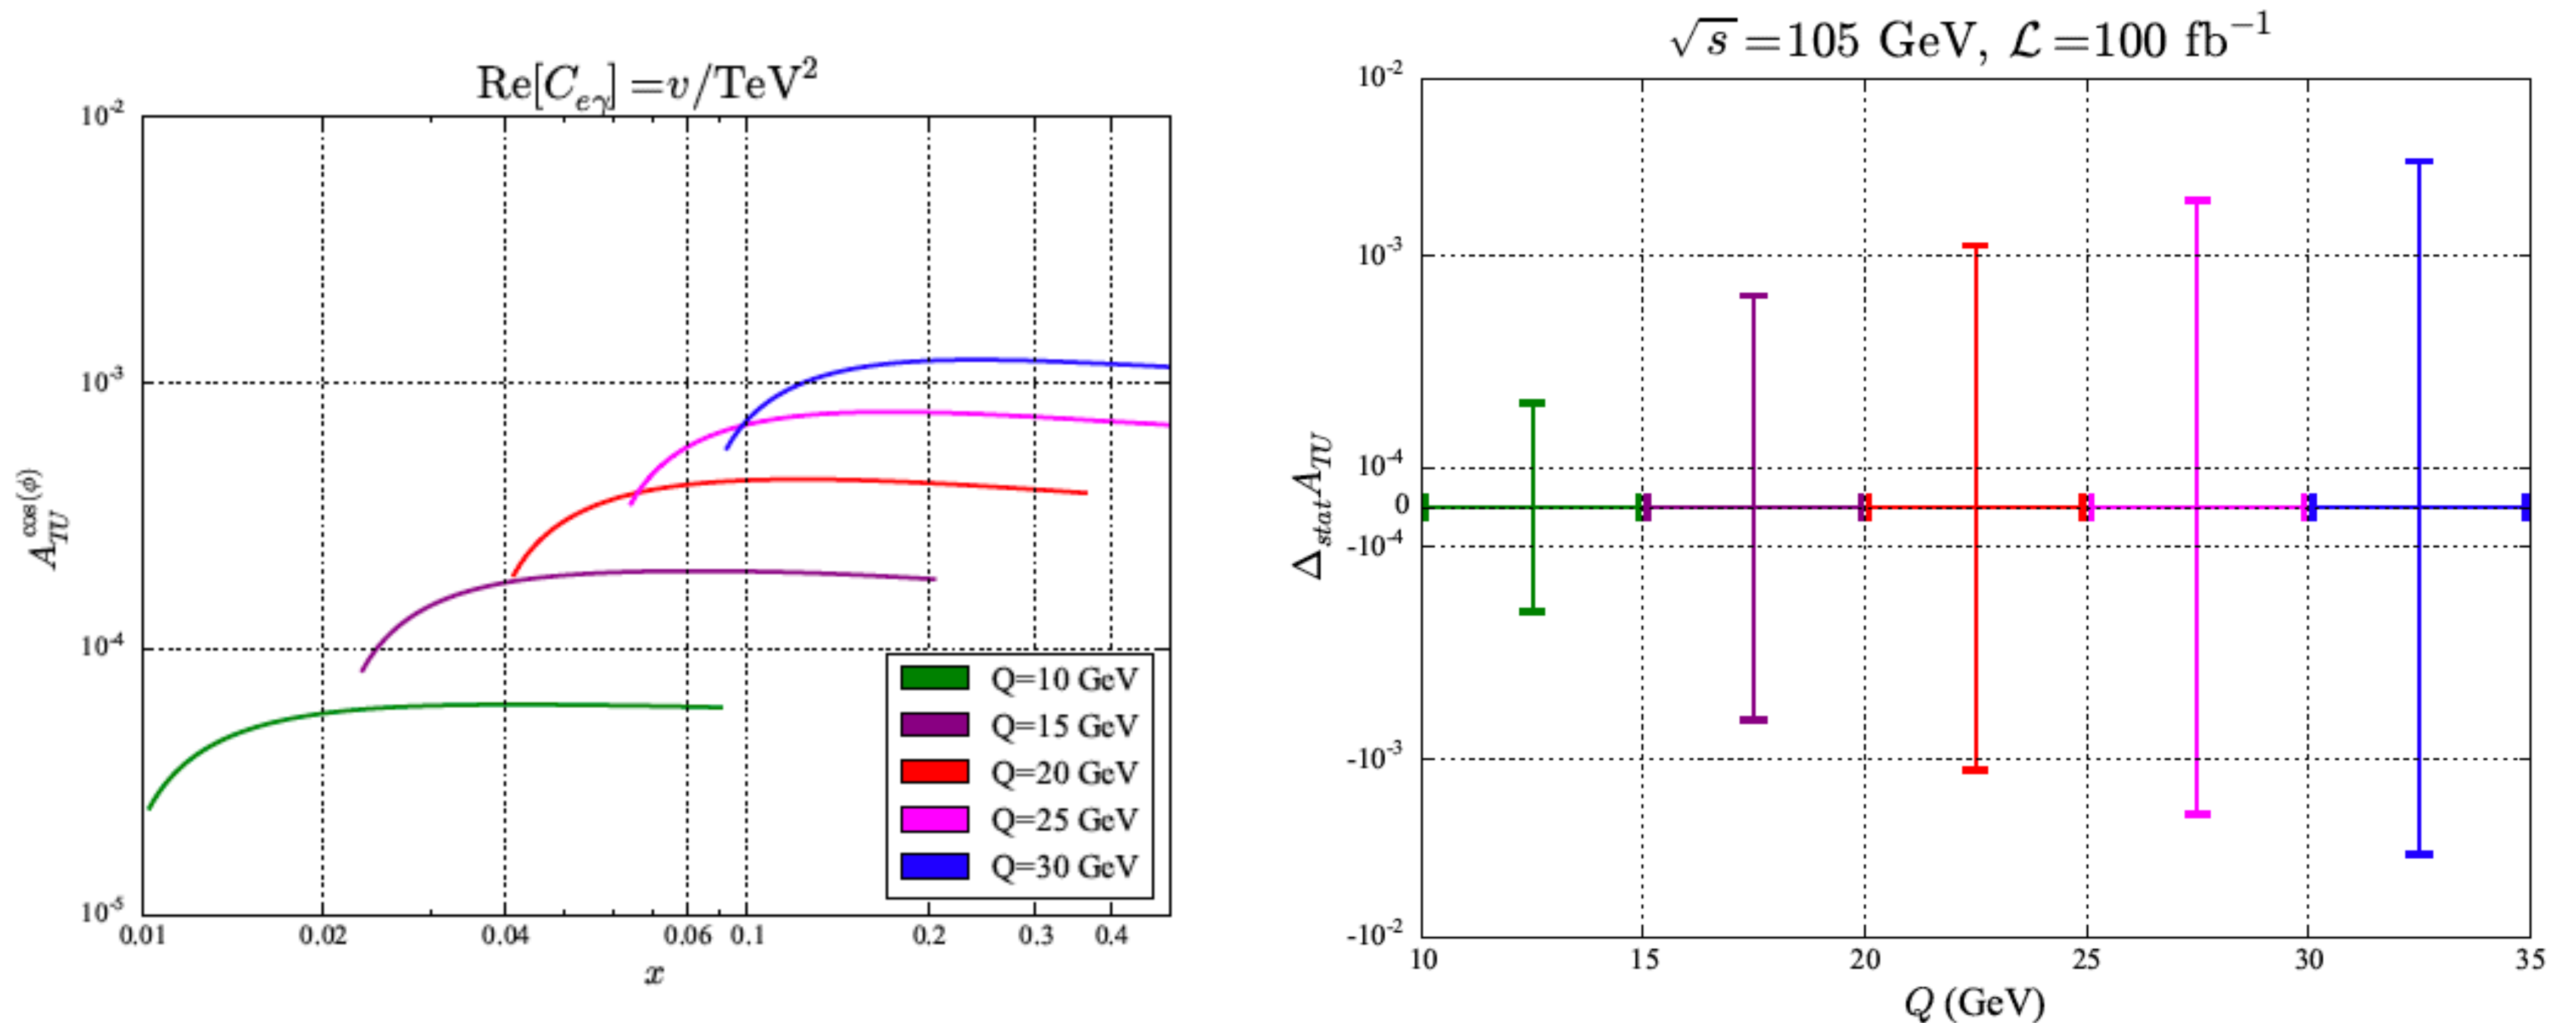 Re[C_{eγ}] = v/TeV²
10⁻²
10⁻³
10⁻⁴
10⁻⁵
A_{TU}^{cos(φ)}
0.01 0.02 0.04 0.06 0.1 0.2 0.3 0.4
x
Q=10 GeV
Q=15 GeV
Q=20 GeV
Q=25 GeV
Q=30 GeV
√s =105 GeV, ℒ =100 fb⁻¹
10⁻²
10⁻³
10⁻⁴
0
-10⁻⁴
-10⁻³
-10⁻²
Δ_{stat}A_{TU}
10 15 20 25 30 35
Q (GeV)